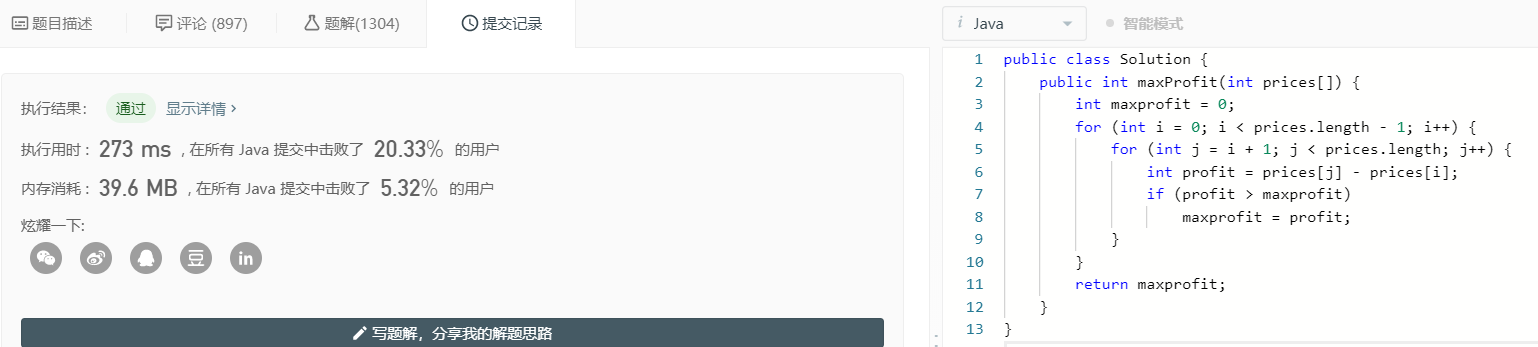 题目描述 评论 (897) 题解(1304) 提交记录
执行结果： 通过 显示详情 ›
执行用时 : 273 ms , 在所有 Java 提交中击败了 20.33% 的用户
内存消耗 : 39.6 MB , 在所有 Java 提交中击败了 5.32% 的用户
炫耀一下:
豆 in
写题解，分享我的解题思路
i Java 智能模式
1 public class Solution {
2 public int maxProfit(int prices[]) {
3 int maxprofit = 0;
4 for (int i = 0; i < prices.length - 1; i++) {
5 for (int j = i + 1; j < prices.length; j++) {
6 int profit = prices[j] - prices[i];
7 if (profit > maxprofit)
8 maxprofit = profit;
9 }
10 }
11 return maxprofit;
12 }
13 }